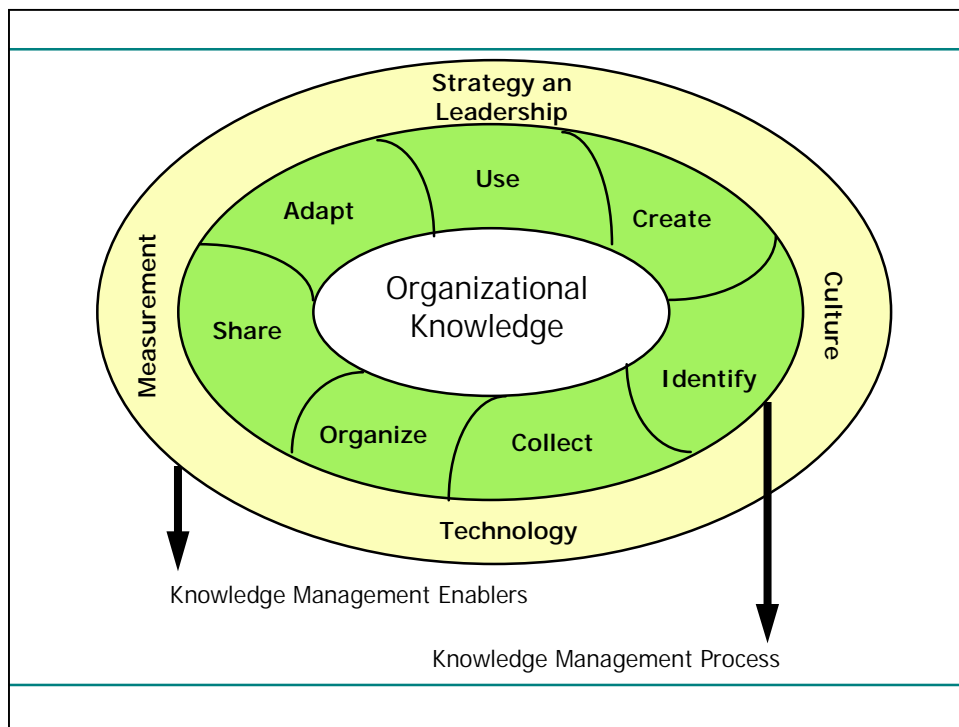 Strategy an
Leadership
Use
Adapt
Create
Organizational
Knowledge
Measurement
Culture
Share
Identify
Organize
Collect
Technology
Knowledge Management Enablers
Knowledge Management Process